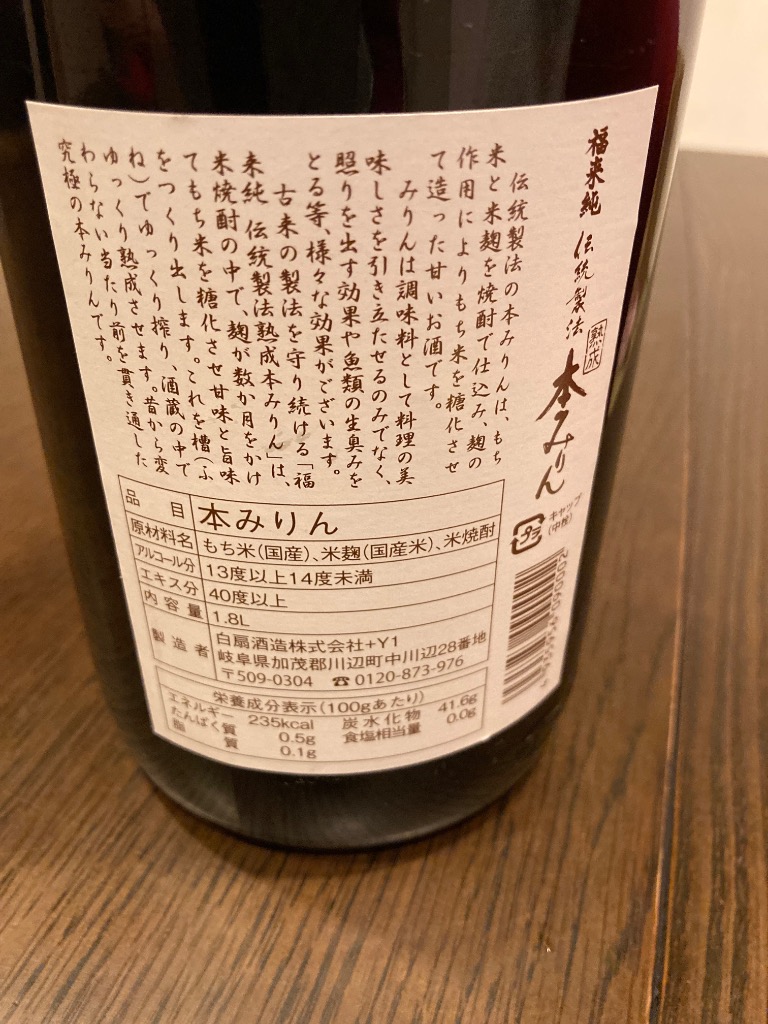 福来純 伝統製法
熟成
本みりん
伝統製法の本みりんは、もち
米と米麹を焼酎で仕込み、麹の
作用によりもち米を糖化させ
て造った甘いお酒です。
みりんは調味料として料理の美
味しさを引き立たせるのみでなく、
照りを出す効果や魚類の生臭みを
とる等、様々な効果がございます。
古来の製法を守り続ける「福
来純 伝統製法熟成本みりん」は、
米焼酎の中で、麹が数か月をかけ
てもち米を糖化させ甘味と旨味
をつくり出します。これを槽(ふ
ね)でゆっくり搾り、酒蔵の中で
ゆっくり熟成させます。昔から変
わらない当たり前を貫き通した
究極の本みりんです。
プラ
キャップ
(中栓)
品目 本みりん
原材料名 もち米(国産)、米麹(国産米)、米焼酎
アルコール分 13度以上14度未満
エキス分 40度以上
内容量 1.8L
製造者 白扇酒造株式会社+Y1
岐阜県加茂郡川辺町中川辺28番地
〒509-0304 ☎0120-873-976
栄養成分表示(100gあたり)
エネルギー 235kcal 炭水化物 41.6g
たんぱく質 0.5g 食塩相当量 0.0g
脂質 0.1g